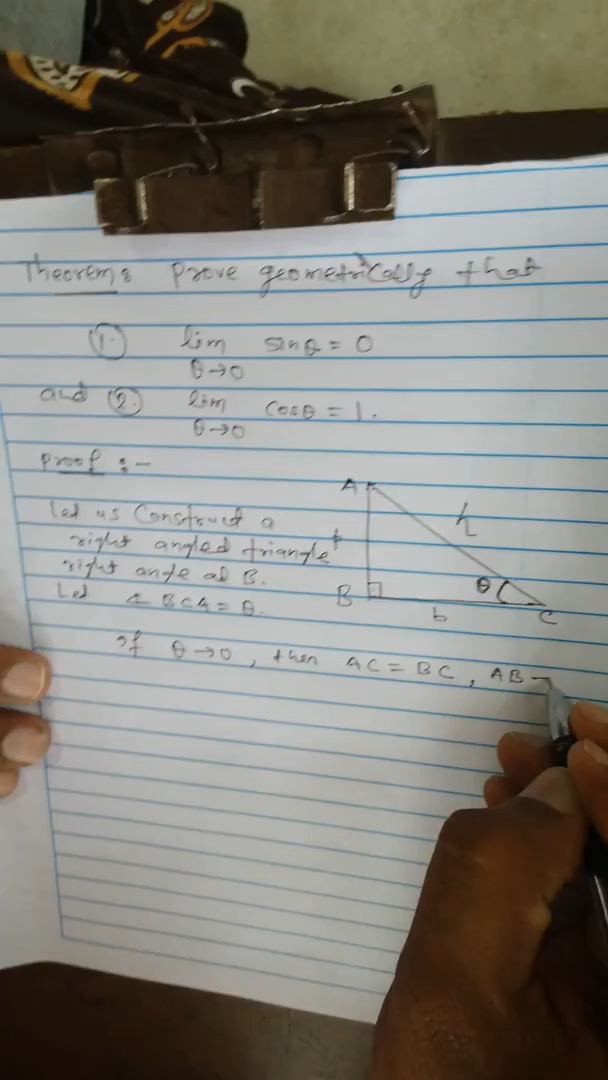 Theorem: Prove geometrically that
1. lim sinθ = 0
θ→0
and 2. lim cosθ = 1.
θ→0
Proof :-
Let us Construct a
right angled triangle
right angle at B.
Let ∠BCA = θ.
A
h
p
B
θ
b
C
If θ→0, then AC = BC, AB →